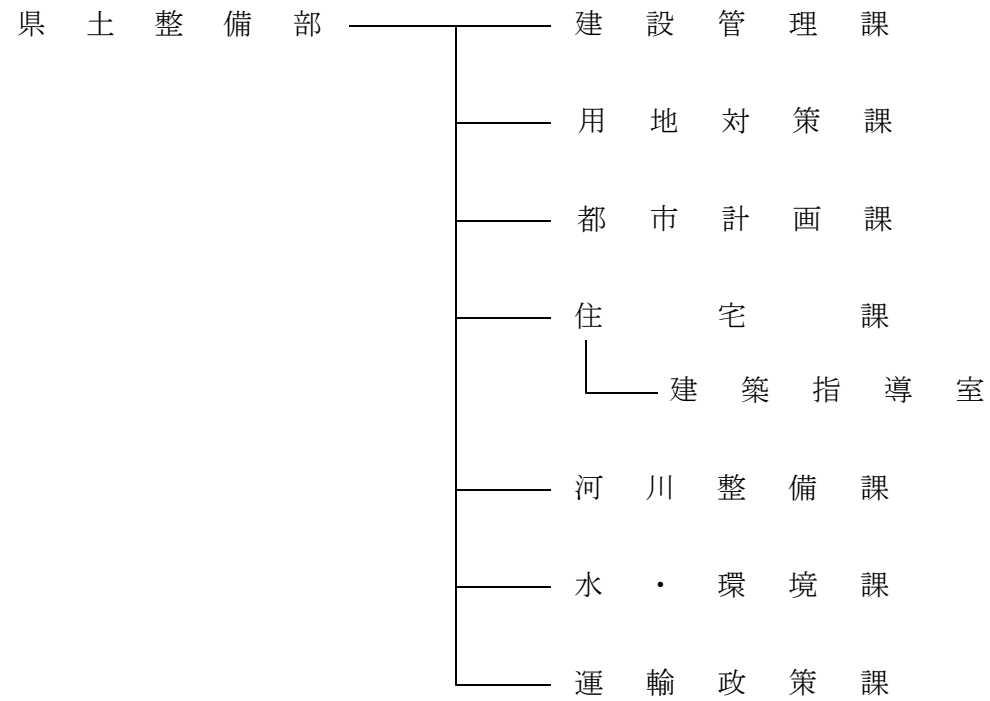 県土整備部 建設管理課
用地対策課
都市計画課
住宅課
建築指導室
河川整備課
水・環境課
運輸政策課